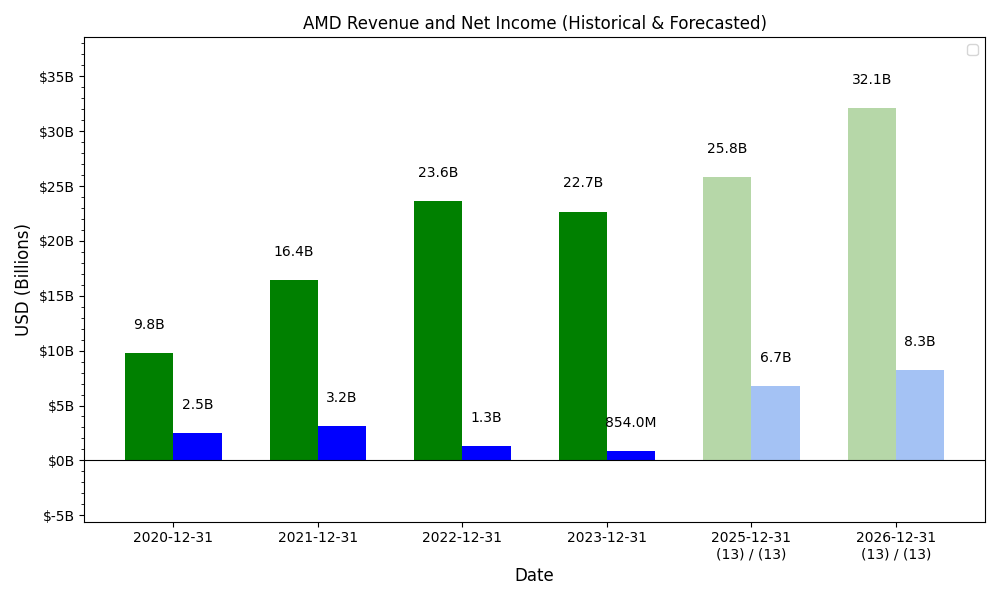 AMD Revenue and Net Income (Historical & Forecasted)
$35B
$30B
$25B
$20B
$15B
$10B
$5B
$0B
$-5B
USD (Billions)
9.8B
2.5B
16.4B
3.2B
23.6B
1.3B
22.7B
854.0M
25.8B
6.7B
32.1B
8.3B
2020-12-31
2021-12-31
2022-12-31
2023-12-31
2025-12-31
(13) / (13)
2026-12-31
(13) / (13)
Date